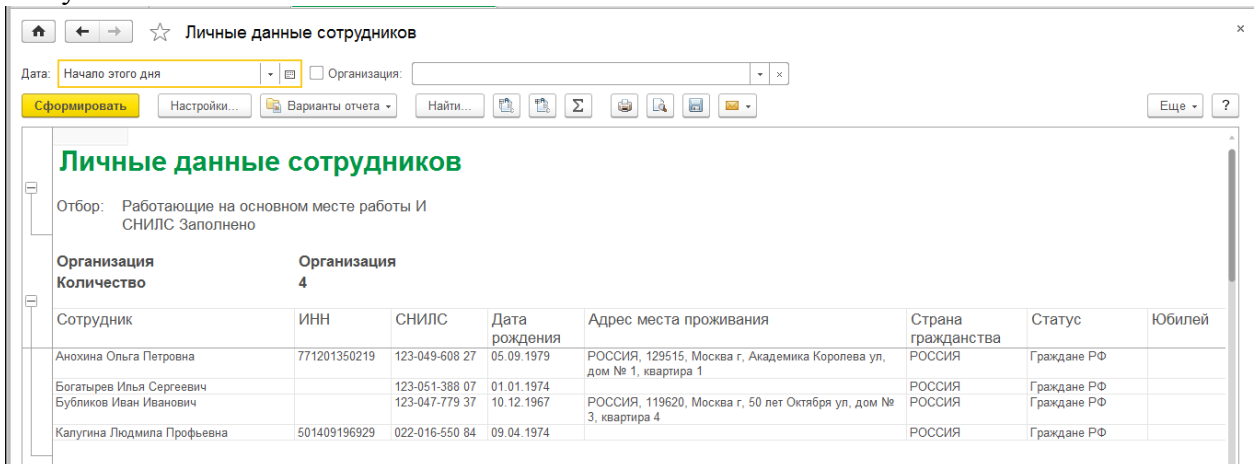 Личные данные сотрудников
Дата: Начало этого дня Организация:
Сформировать Настройки... Варианты отчета Найти... Σ Еще ?
Личные данные сотрудников
Отбор: Работающие на основном месте работы И
СНИЛС Заполнено
Организация Организация
Количество 4
Сотрудник ИНН СНИЛС Дата рождения Адрес места проживания Страна гражданства Статус Юбилей
Анохина Ольга Петровна 771201350219 123-049-608 27 05.09.1979 РОССИЯ, 129515, Москва г, Академика Королева ул, дом № 1, квартира 1 РОССИЯ Граждане РФ
Богатырев Илья Сергеевич 123-051-388 07 01.01.1974 РОССИЯ Граждане РФ
Бубликов Иван Иванович 123-047-779 37 10.12.1967 РОССИЯ, 119620, Москва г, 50 лет Октября ул, дом № 3, квартира 4 РОССИЯ Граждане РФ
Калугина Людмила Профьевна 501409196929 022-016-550 84 09.04.1974 РОССИЯ Граждане РФ